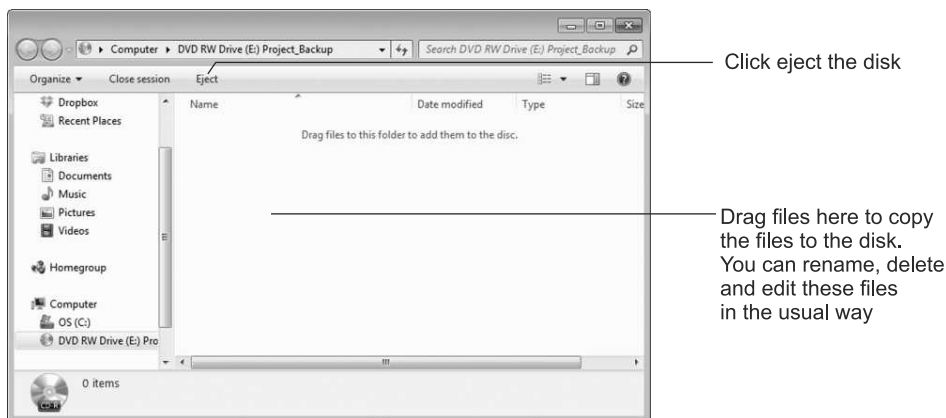 Computer ▸ DVD RW Drive (E:) Project_Backup
Search DVD RW Drive (E:) Project_Backup
Organize ▾ Close session Eject
Click eject the disk
Dropbox
Recent Places
Libraries
Documents
Music
Pictures
Videos
Homegroup
Computer
OS (C:)
DVD RW Drive (E:) Pro
Name Date modified Type Size
Drag files to this folder to add them to the disc.
Drag files here to copy
the files to the disk.
You can rename, delete
and edit these files
in the usual way
0 items
CD-R